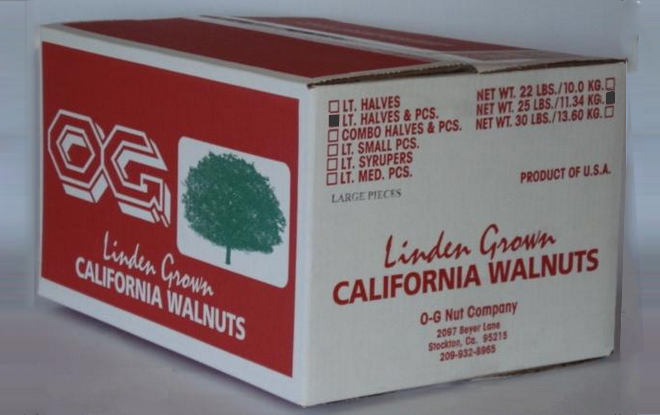 OG
Linden Grown
CALIFORNIA WALNUTS
LT. HALVES
LT. HALVES & PCS.
COMBO HALVES & PCS.
LT. SMALL PCS.
LT. SYRUPERS
LT. MED. PCS.
LARGE PIECES
NET WT. 22 LBS./10.0 KG.
NET WT. 25 LBS./11.34 KG.
NET WT. 30 LBS./13.60 KG.
PRODUCT OF U.S.A.
Linden Grown
CALIFORNIA WALNUTS
O-G Nut Company
2097 Beyer Lane
Stockton, Ca. 95215
209-932-8965